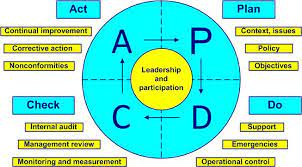 Act
Plan
Continual improvement
Context, issues
Corrective action
Policy
Nonconformities
Objectives
A
P
Leadership
and
participation
C
D
Check
Do
Internal audit
Support
Management review
Emergencies
Monitoring and measurement
Operational control